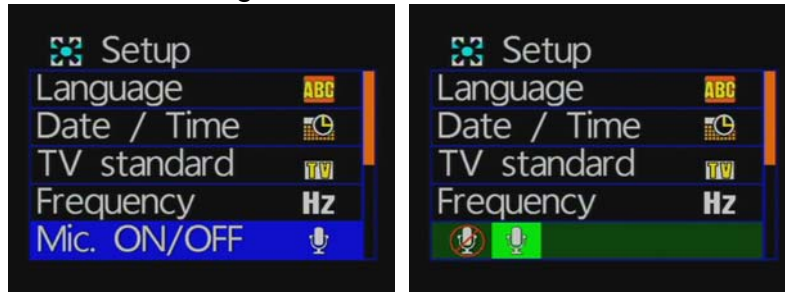 Setup
Language ABC
Date / Time
TV standard TV
Frequency Hz
Mic. ON/OFF
Setup
Language ABC
Date / Time
TV standard TV
Frequency Hz